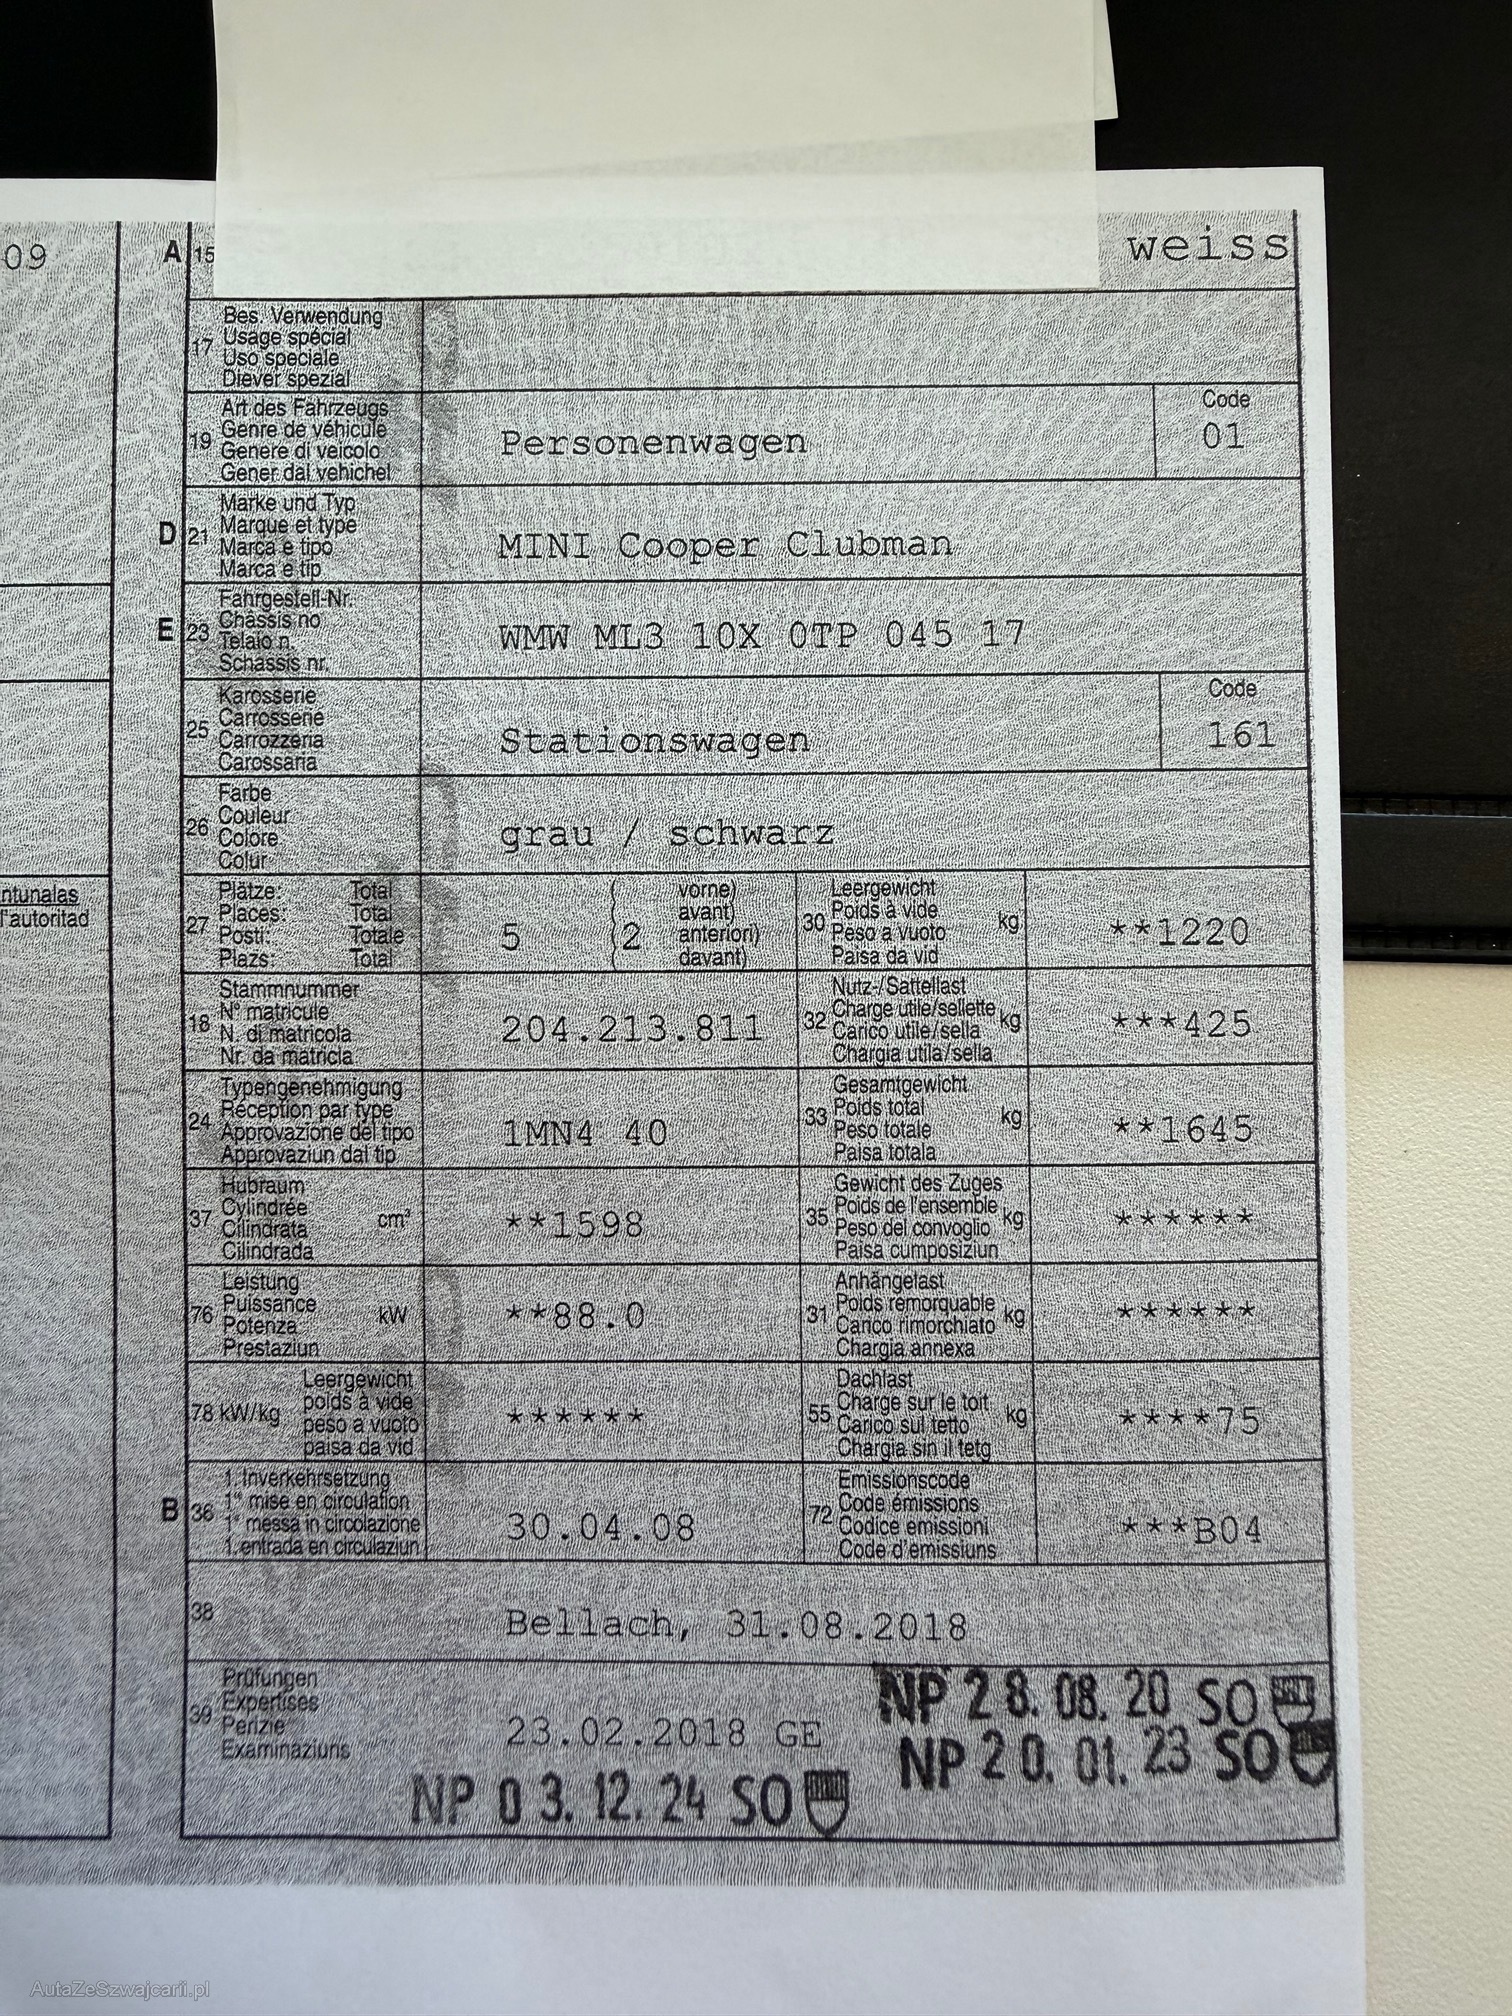 09
A 15 weiss
17 Bes. Verwendung
Usage spécial
Uso speciale
Diever spezial
19 Art des Fahrzeugs
Genre de véhicule
Genere di veicolo
Gener dal vehichel
Personenwagen
Code
01
D 21 Marke und Typ
Marque et type
Marca e tipo
Marca e tip
MINI Cooper Clubman
E 23 Fahrgestell-Nr.
Châssis no
Telaio n.
Schassis nr.
WMW ML3 10X 0TP 045 17
25 Karosserie
Carrosserie
Carrozzeria
Carossaria
Stationswagen
Code
161
26 Farbe
Couleur
Colore
Colur
grau / schwarz
ntunalas
l'autoritad
27 Plätze: Total
Places: Total
Posti: Totale
Plazs: Total
5 (2 vorne)
avant)
anteriori)
davant)
30 Leergewicht
Poids à vide
Peso a vuoto
Paisa da vid
kg
**1220
18 Stammnummer
N° matricule
N. di matricola
Nr. da matricla
204.213.811
32 Nutz-/Sattellast
Charge utile/sellette
Carico utile/sella
Chargia utila/sella
kg
***425
24 Typengenehmigung
Réception par type
Approvazione del tipo
Approvaziun dal tip
1MN4 40
33 Gesamtgewicht
Poids total
Peso totale
Paisa totala
kg
**1645
37 Hubraum
Cylindrée
Cilindrata
Cilindrada
cm³
**1598
35 Gewicht des Zuges
Poids de l'ensemble
Peso del convoglio
Paisa cumposiziun
kg
******
76 Leistung
Puissance
Potenza
Prestaziun
kW
**88.0
31 Anhängelast
Poids remorquable
Carico rimorchiato
Chargia annexa
kg
******
78 kW/kg Leergewicht
poids à vide
peso a vuoto
paisa da vid
******
55 Dachlast
Charge sur le toit
Carico sul tetto
Chargia sin il tetg
kg
****75
B 36 1. Inverkehrsetzung
1re mise en circulation
1a messa in circolazione
1. entrada en circulaziun
30.04.08
72 Emissionscode
Code émissions
Codice emissioni
Code d'emissiuns
***B04
38 Bellach, 31.08.2018
39 Prüfungen
Expertises
Perizie
Examinaziuns
23.02.2018 GE
NP 28. 08. 20 SO
NP 20. 01. 23 SO
NP 03. 12. 24 SO
AutaZeSzwajcarii.pl